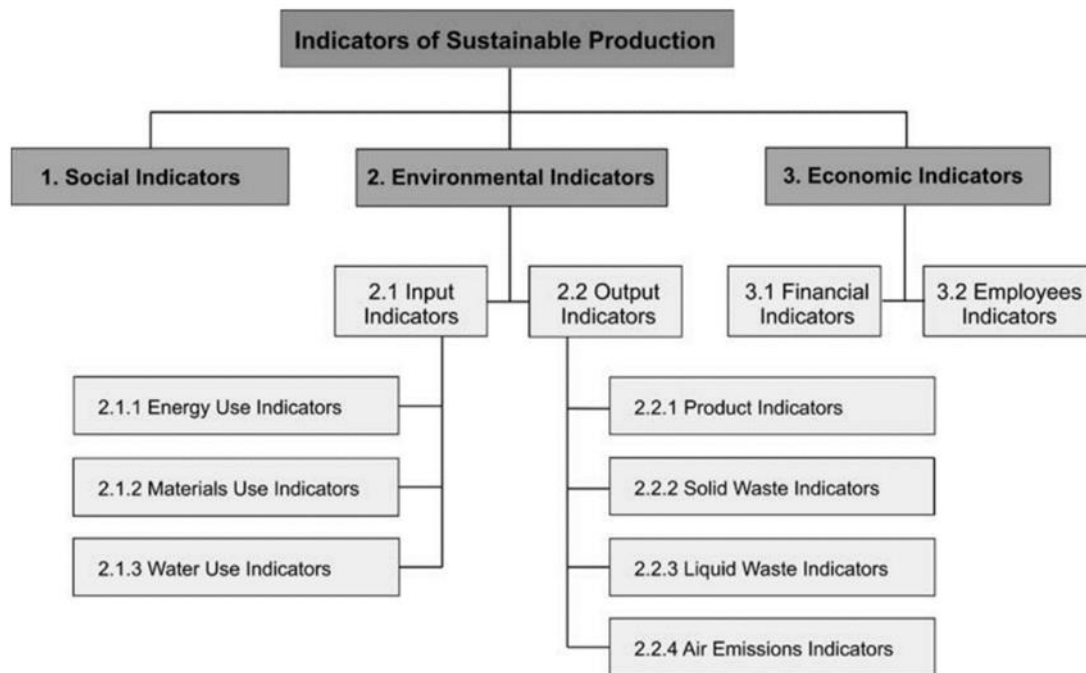 Indicators of Sustainable Production
1. Social Indicators
2. Environmental Indicators
3. Economic Indicators
2.1 Input
Indicators
2.2 Output
Indicators
3.1 Financial
Indicators
3.2 Employees
Indicators
2.1.1 Energy Use Indicators
2.1.2 Materials Use Indicators
2.1.3 Water Use Indicators
2.2.1 Product Indicators
2.2.2 Solid Waste Indicators
2.2.3 Liquid Waste Indicators
2.2.4 Air Emissions Indicators